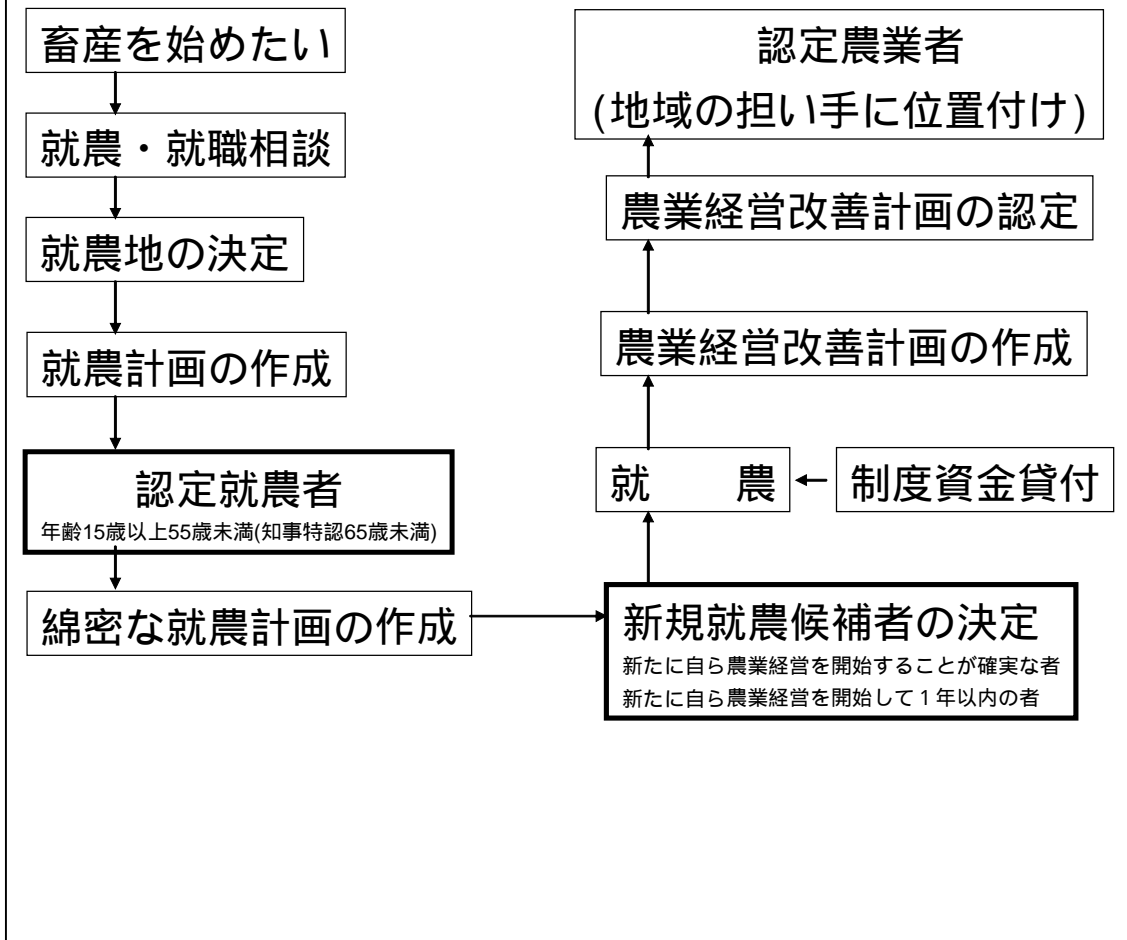 畜産を始めたい
就農・就職相談
就農地の決定
就農計画の作成
認定就農者
年齢15歳以上55歳未満(知事特認65歳未満)
綿密な就農計画の作成
新規就農候補者の決定
新たに自ら農業経営を開始することが確実な者
新たに自ら農業経営を開始して１年以内の者
就　農
制度資金貸付
農業経営改善計画の作成
農業経営改善計画の認定
認定農業者
(地域の担い手に位置付け)